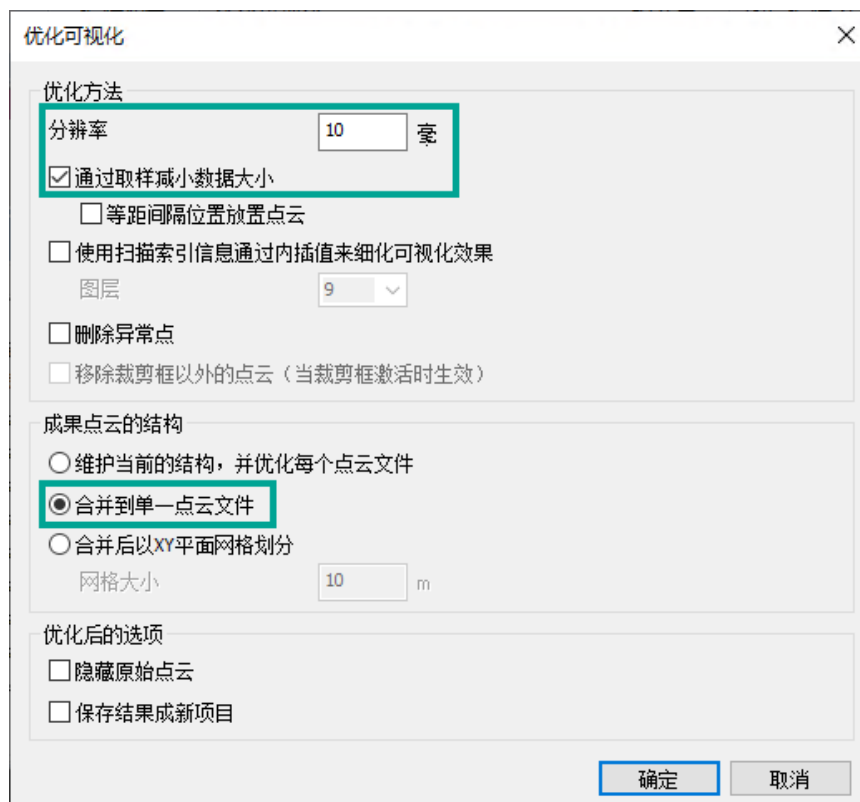 优化可视化
优化方法
分辨率 10 毫
通过取样减小数据大小
等距间隔位置放置点云
使用扫描索引信息通过内插值来细化可视化效果
图层 9
删除异常点
移除裁剪框以外的点云（当裁剪框激活时生效）
成果点云的结构
维护当前的结构，并优化每个点云文件
合并到单一点云文件
合并后以XY平面网格划分
网格大小 10 m
优化后的选项
隐藏原始点云
保存结果成新项目
确定 取消